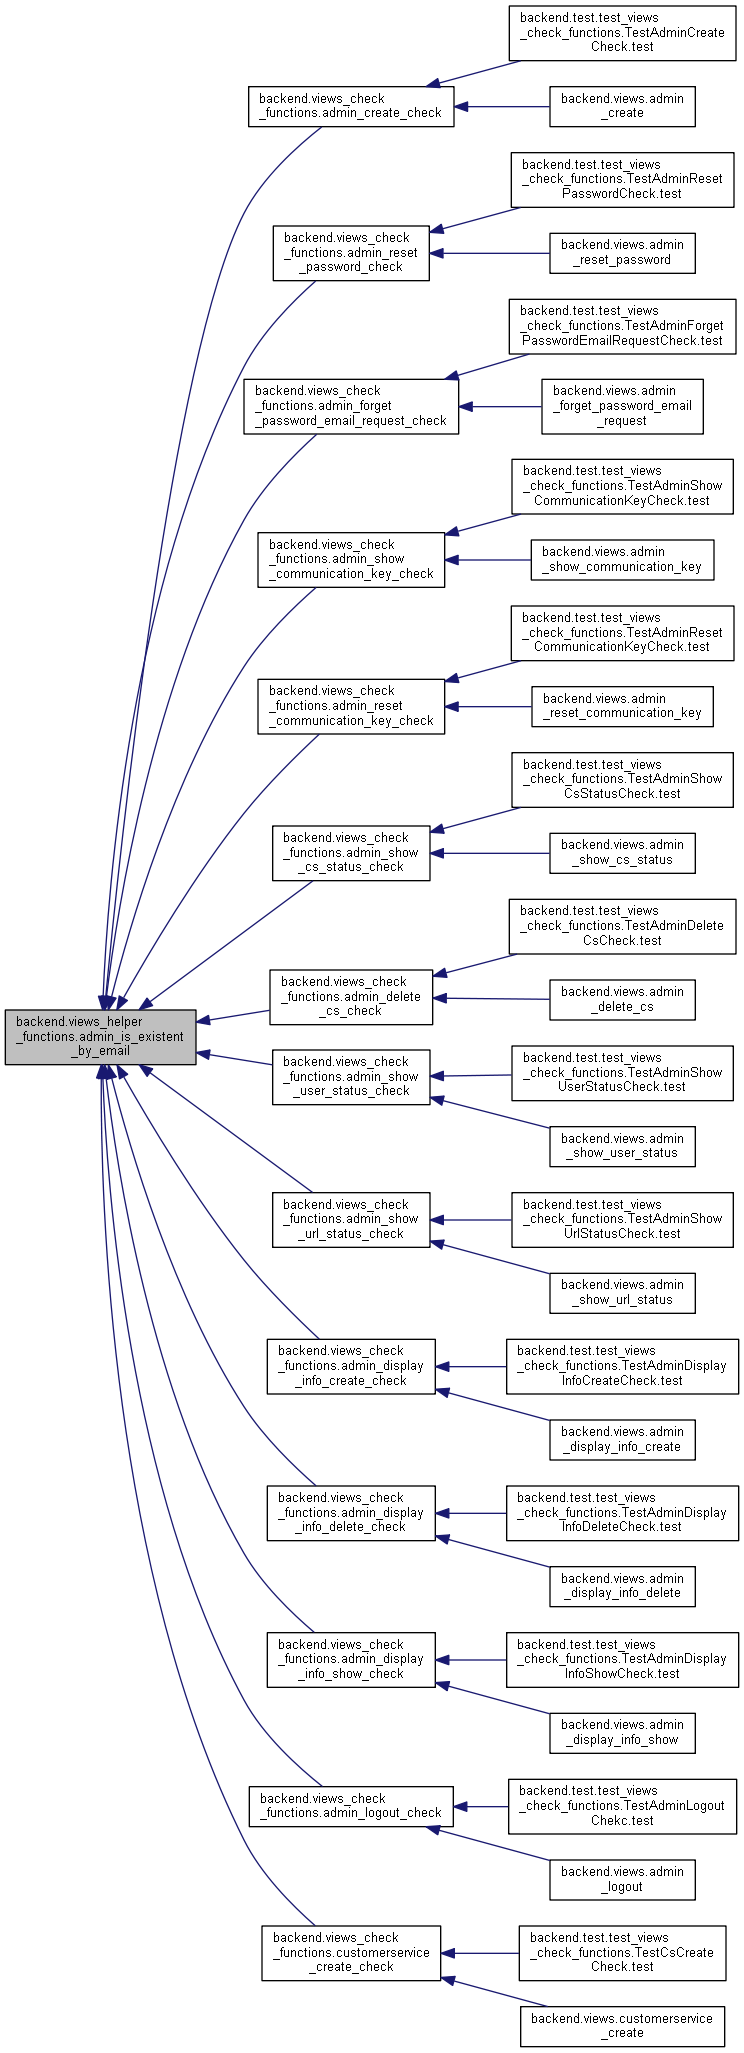 backend.test.test_views
_check_functions.TestAdminCreate
Check.test
backend.views_check
_functions.admin_create_check
backend.views.admin
_create
backend.test.test_views
_check_functions.TestAdminReset
PasswordCheck.test
backend.views_check
_functions.admin_reset
_password_check
backend.views.admin
_reset_password
backend.test.test_views
_check_functions.TestAdminForget
PasswordEmailRequestCheck.test
backend.views_check
_functions.admin_forget
_password_email_request_check
backend.views.admin
_forget_password_email
_request
backend.test.test_views
_check_functions.TestAdminShow
CommunicationKeyCheck.test
backend.views_check
_functions.admin_show
_communication_key_check
backend.views.admin
_show_communication_key
backend.test.test_views
_check_functions.TestAdminReset
CommunicationKeyCheck.test
backend.views_check
_functions.admin_reset
_communication_key_check
backend.views.admin
_reset_communication_key
backend.test.test_views
_check_functions.TestAdminShow
CsStatusCheck.test
backend.views_check
_functions.admin_show
_cs_status_check
backend.views.admin
_show_cs_status
backend.test.test_views
_check_functions.TestAdminDelete
CsCheck.test
backend.views_check
_functions.admin_delete
_cs_check
backend.views.admin
_delete_cs
backend.views_helper
_functions.admin_is_existent
_by_email
backend.test.test_views
_check_functions.TestAdminShow
UserStatusCheck.test
backend.views_check
_functions.admin_show
_user_status_check
backend.views.admin
_show_user_status
backend.test.test_views
_check_functions.TestAdminShow
UrlStatusCheck.test
backend.views_check
_functions.admin_show
_url_status_check
backend.views.admin
_show_url_status
backend.test.test_views
_check_functions.TestAdminDisplay
InfoCreateCheck.test
backend.views_check
_functions.admin_display
_info_create_check
backend.views.admin
_display_info_create
backend.test.test_views
_check_functions.TestAdminDisplay
InfoDeleteCheck.test
backend.views_check
_functions.admin_display
_info_delete_check
backend.views.admin
_display_info_delete
backend.test.test_views
_check_functions.TestAdminDisplay
InfoShowCheck.test
backend.views_check
_functions.admin_display
_info_show_check
backend.views.admin
_display_info_show
backend.test.test_views
_check_functions.TestAdminLogout
Chekc.test
backend.views_check
_functions.admin_logout_check
backend.views.admin
_logout
backend.test.test_views
_check_functions.TestCsCreate
Check.test
backend.views_check
_functions.customerservice
_create_check
backend.views.customerservice
_create